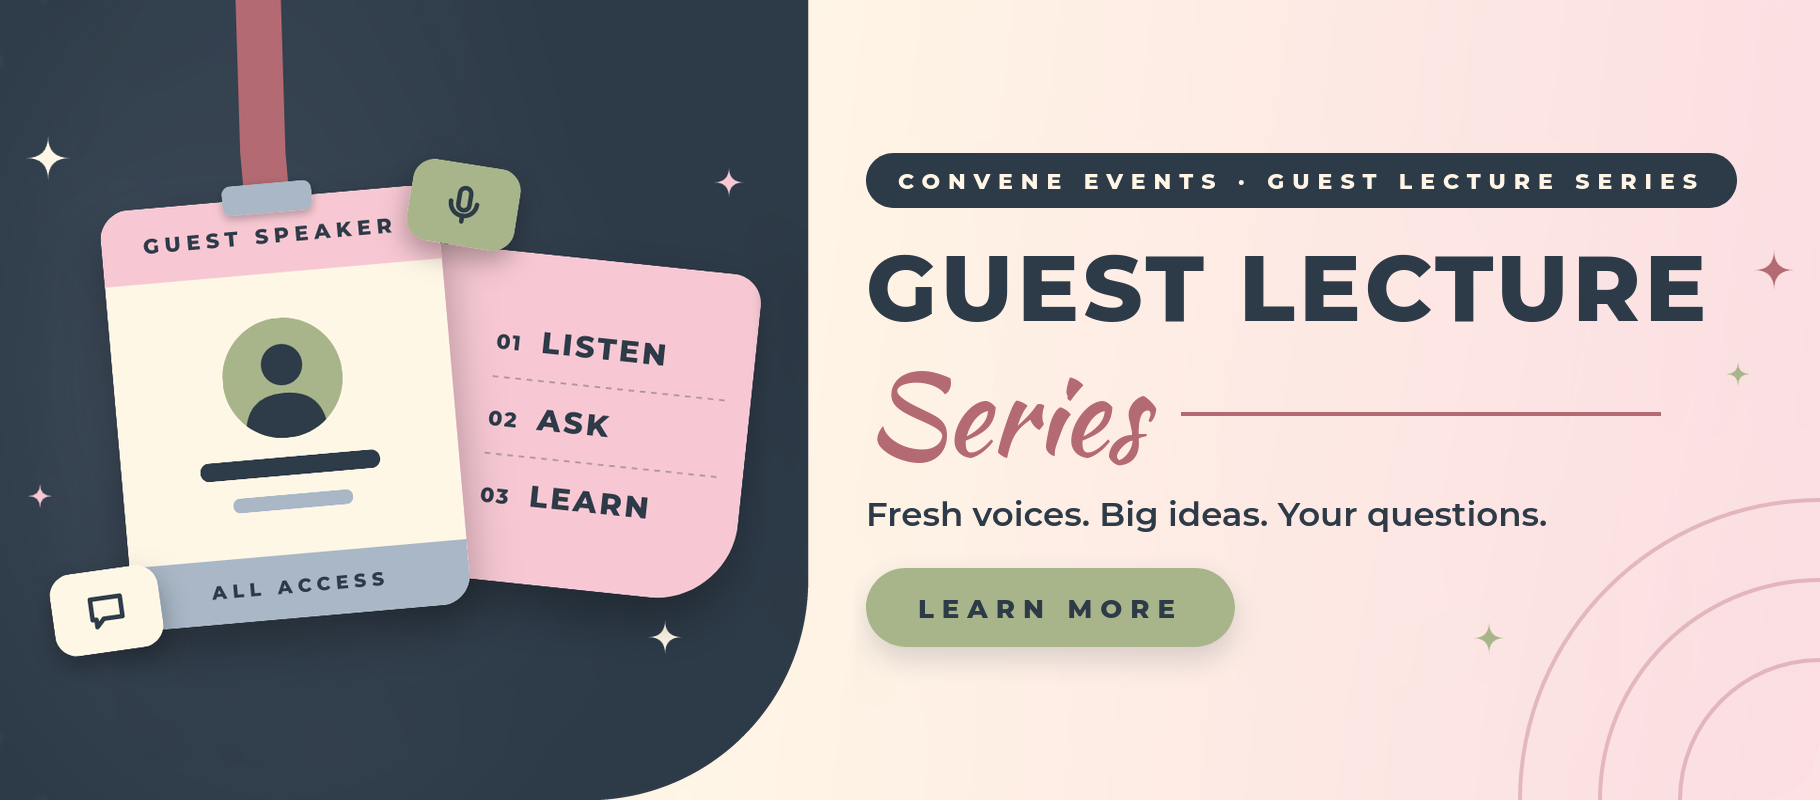 GUEST SPEAKER
01 LISTEN
02 ASK
03 LEARN
ALL ACCESS
CONVENE EVENTS · GUEST LECTURE SERIES
GUEST LECTURE
Series
Fresh voices. Big ideas. Your questions.
LEARN MORE